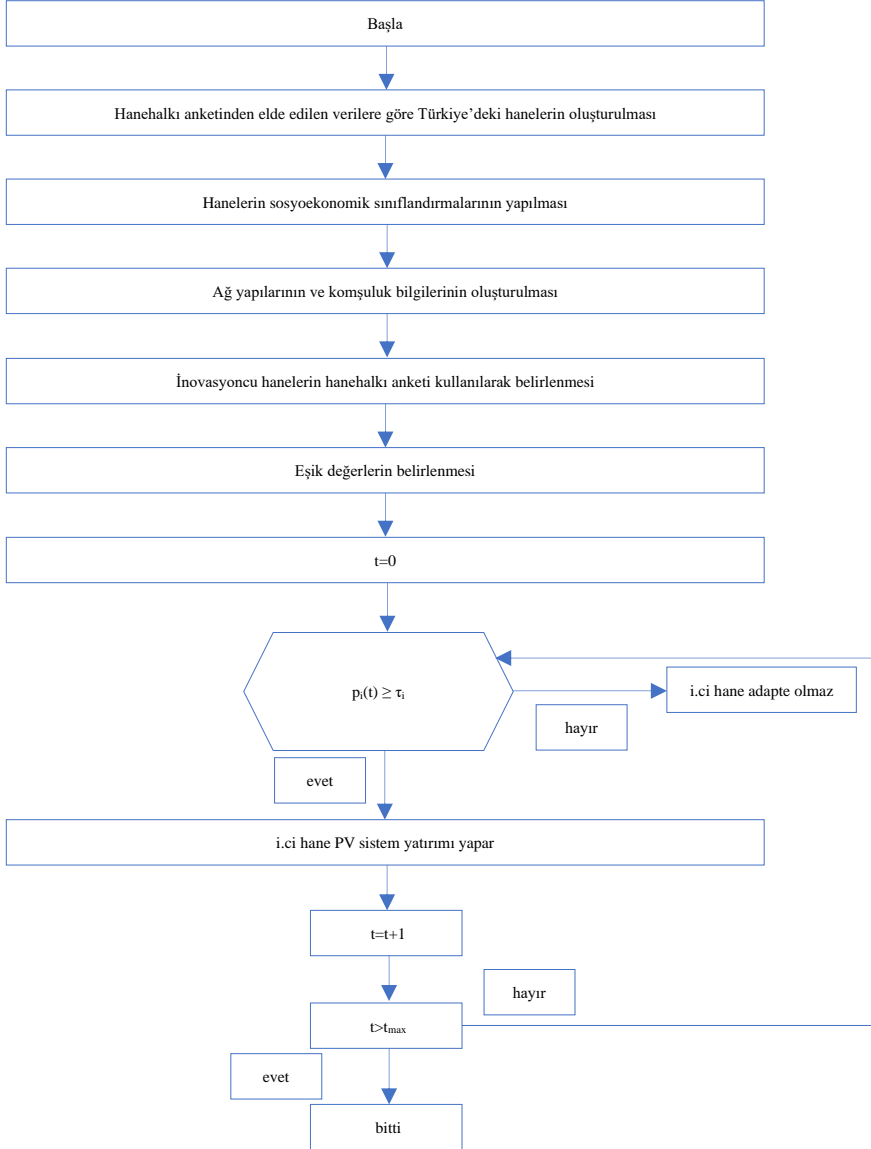 Başla
Hanehalkı anketinden elde edilen verilere göre Türkiye’deki hanelerin oluşturulması
Hanelerin sosyoekonomik sınıflandırmalarının yapılması
Ağ yapılarının ve komşuluk bilgilerinin oluşturulması
İnovasyoncu hanelerin hanehalkı anketi kullanılarak belirlenmesi
Eşik değerlerin belirlenmesi
t=0
pᵢ(t) ≥ τᵢ
i.ci hane adapte olmaz
hayır
evet
i.ci hane PV sistem yatırımı yapar
t=t+1
hayır
t>tₘₐₓ
evet
bitti